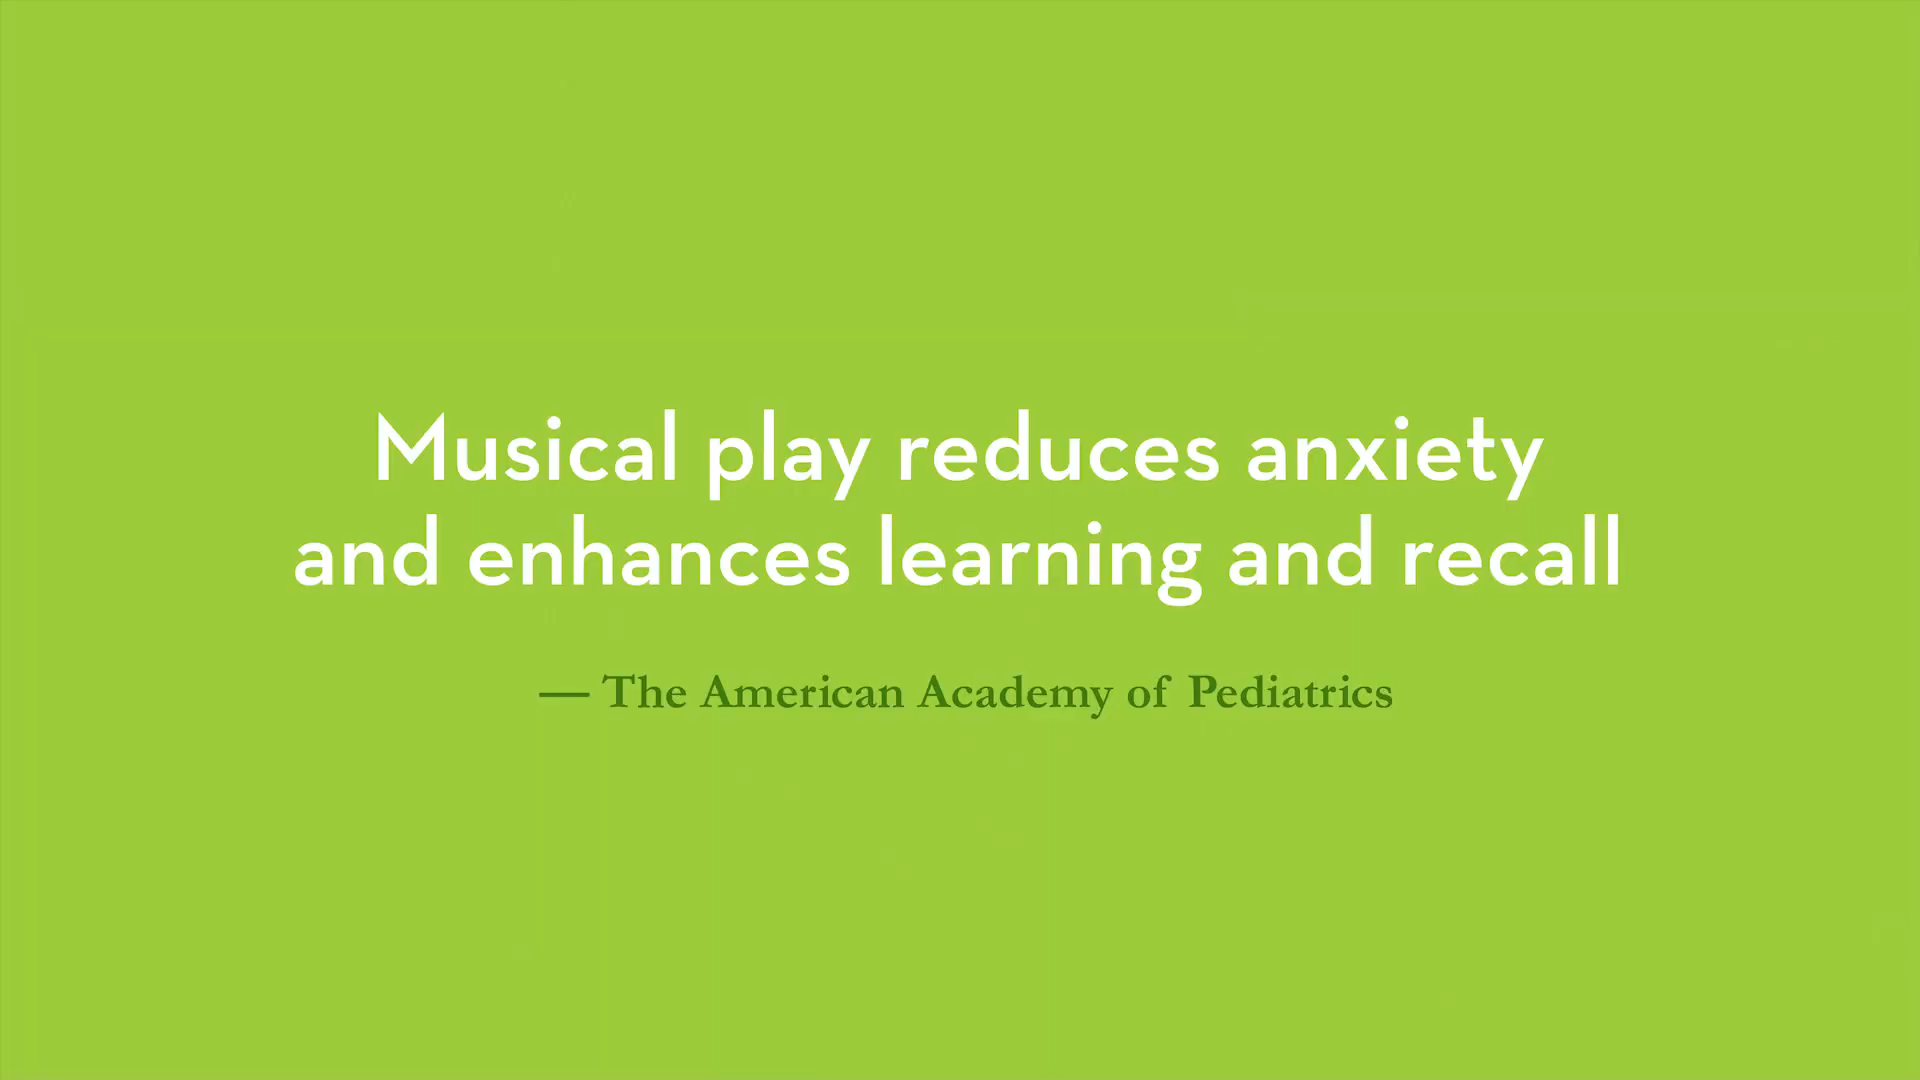 Musical play reduces anxiety
and enhances learning and recall
— The American Academy of Pediatrics